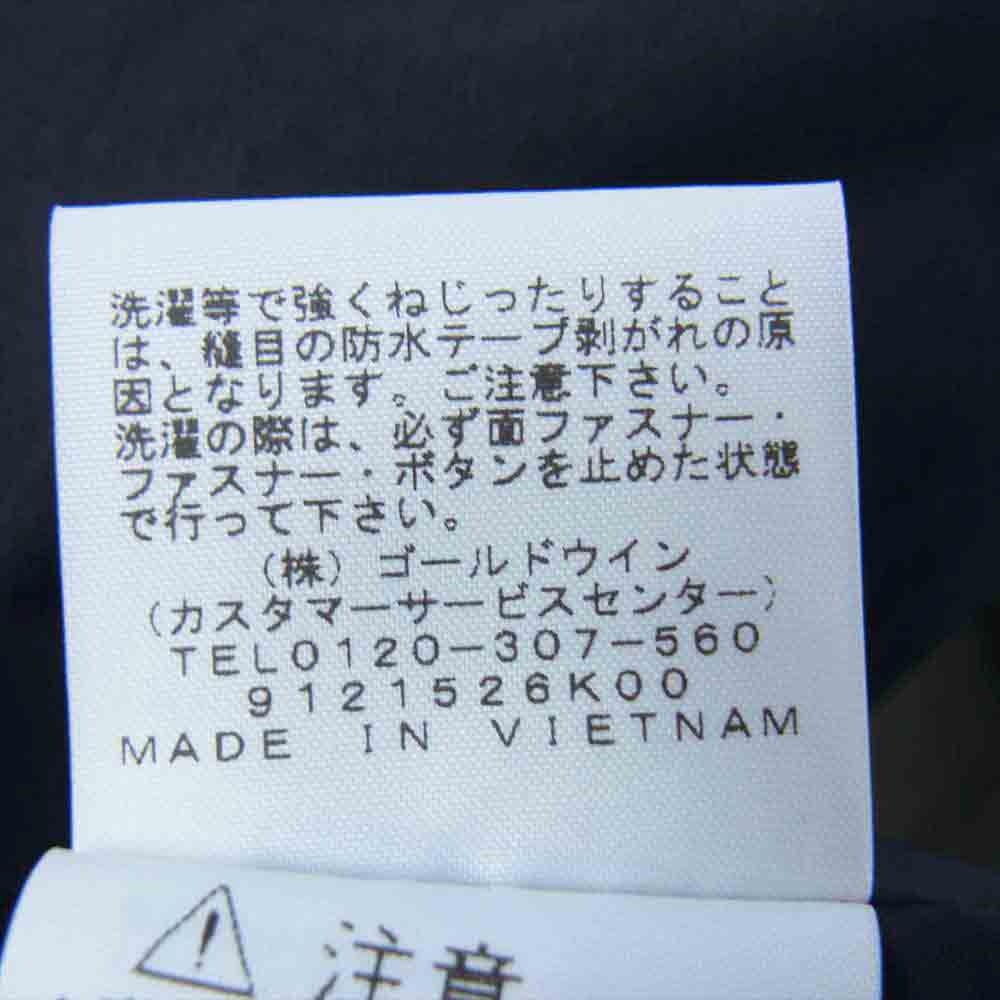 洗濯等で強くねじったりすること
は、縫目の防水テープ剥がれの原
因となります。ご注意下さい。
洗濯の際は、必ず面ファスナー・
ファスナー・ボタンを止めた状態
で行って下さい。
(株)ゴールドウイン
(カスタマーサービスセンター)
TEL0120-307-560
9121526K00
MADE IN VIETNAM
注意